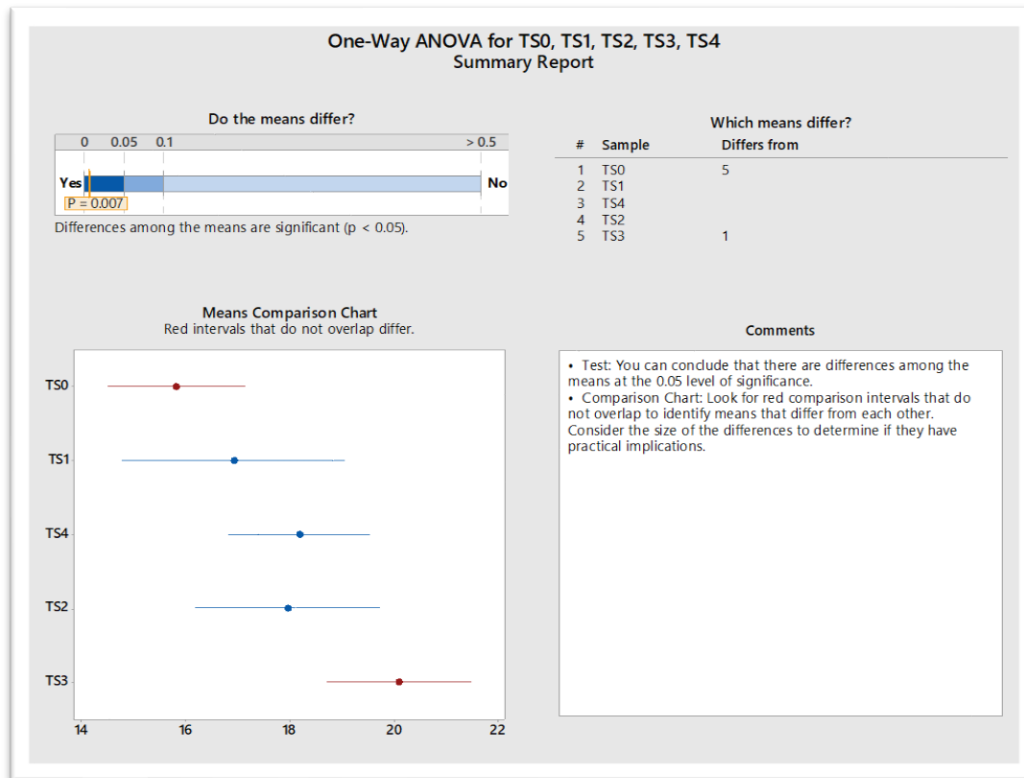 One-Way ANOVA for TS0, TS1, TS2, TS3, TS4
Summary Report
Do the means differ?
0 0.05 0.1 > 0.5
Yes No
P = 0.007
Differences among the means are significant (p < 0.05).
Which means differ?
# Sample Differs from
1 TS0 5
2 TS1
3 TS4
4 TS2
5 TS3 1
Means Comparison Chart
Red intervals that do not overlap differ.
TS0
TS1
TS4
TS2
TS3
14 16 18 20 22
Comments
• Test: You can conclude that there are differences among the
means at the 0.05 level of significance.
• Comparison Chart: Look for red comparison intervals that do
not overlap to identify means that differ from each other.
Consider the size of the differences to determine if they have
practical implications.